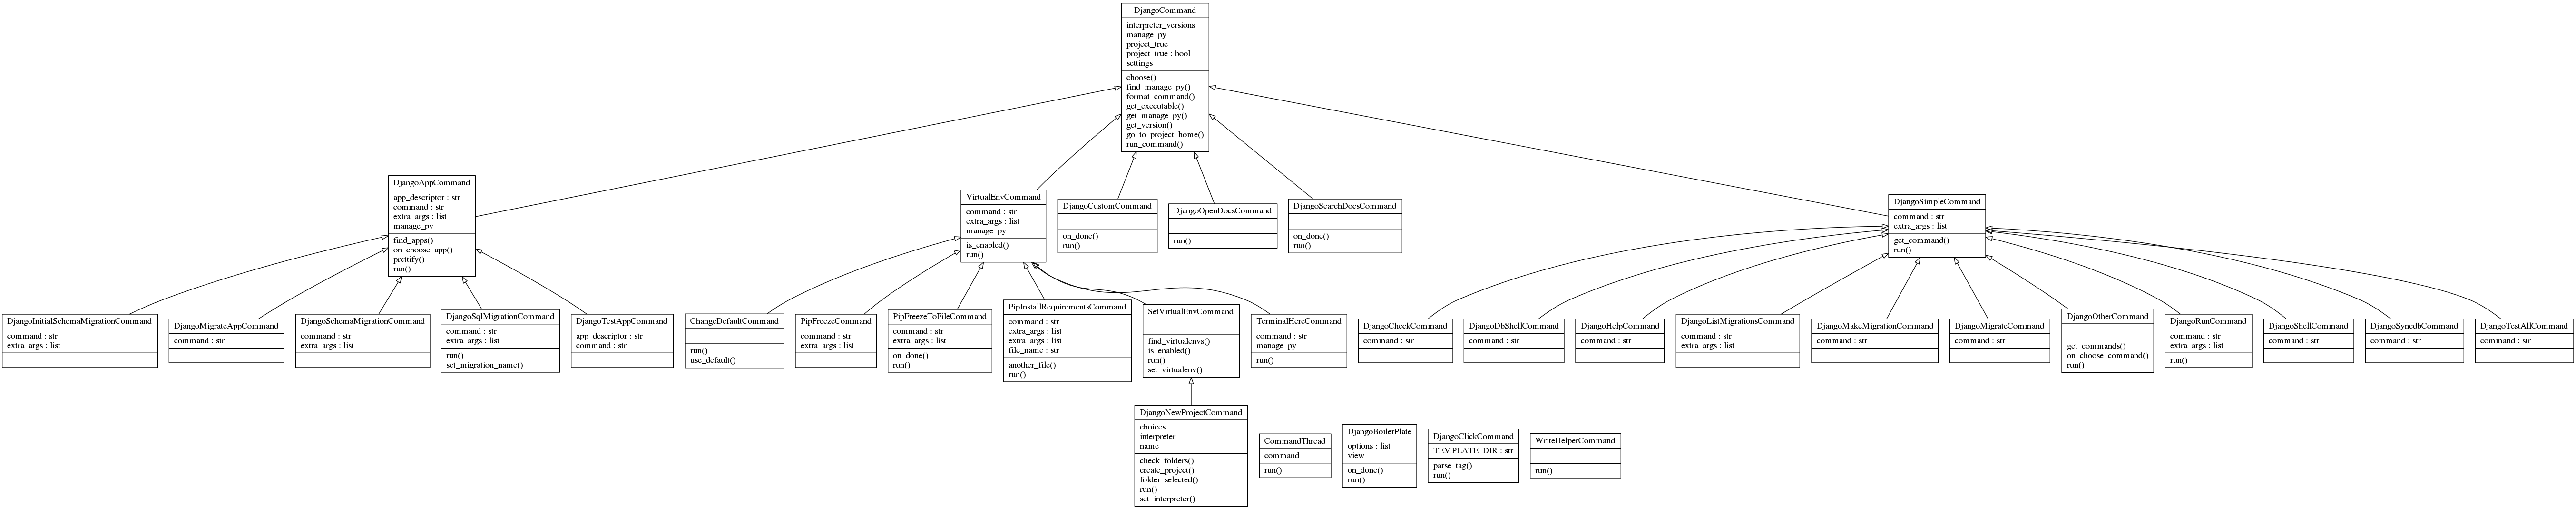 DjangoCommand
interpreter_versions
manage_py
project_true
project_true : bool
settings
choose()
find_manage_py()
format_command()
get_executable()
get_manage_py()
get_version()
go_to_project_home()
run_command()
DjangoAppCommand
app_descriptor : str
command : str
extra_args : list
manage_py
find_apps()
on_choose_app()
prettify()
run()
VirtualEnvCommand
command : str
extra_args : list
manage_py
is_enabled()
run()
DjangoCustomCommand
on_done()
run()
DjangoOpenDocsCommand
run()
DjangoSearchDocsCommand
on_done()
run()
DjangoSimpleCommand
command : str
extra_args : list
get_command()
run()
DjangoInitialSchemaMigrationCommand
command : str
extra_args : list
DjangoMigrateAppCommand
command : str
DjangoSchemaMigrationCommand
command : str
extra_args : list
DjangoSqlMigrationCommand
command : str
extra_args : list
run()
set_migration_name()
DjangoTestAppCommand
app_descriptor : str
command : str
ChangeDefaultCommand
run()
use_default()
PipFreezeCommand
command : str
extra_args : list
PipFreezeToFileCommand
command : str
extra_args : list
on_done()
run()
PipInstallRequirementsCommand
command : str
extra_args : list
file_name : str
another_file()
run()
SetVirtualEnvCommand
find_virtualenvs()
is_enabled()
run()
set_virtualenv()
TerminalHereCommand
command : str
manage_py
run()
DjangoCheckCommand
command : str
DjangoDbShellCommand
command : str
DjangoHelpCommand
command : str
DjangoListMigrationsCommand
command : str
extra_args : list
DjangoMakeMigrationCommand
command : str
DjangoMigrateCommand
command : str
DjangoOtherCommand
get_commands()
on_choose_command()
run()
DjangoRunCommand
command : str
extra_args : list
run()
DjangoShellCommand
command : str
DjangoSyncdbCommand
command : str
DjangoTestAllCommand
command : str
DjangoNewProjectCommand
choices
interpreter
name
check_folders()
create_project()
folder_selected()
run()
set_interpreter()
CommandThread
command
run()
DjangoBoilerPlate
options : list
view
on_done()
run()
DjangoClickCommand
TEMPLATE_DIR : str
parse_tag()
run()
WriteHelperCommand
run()